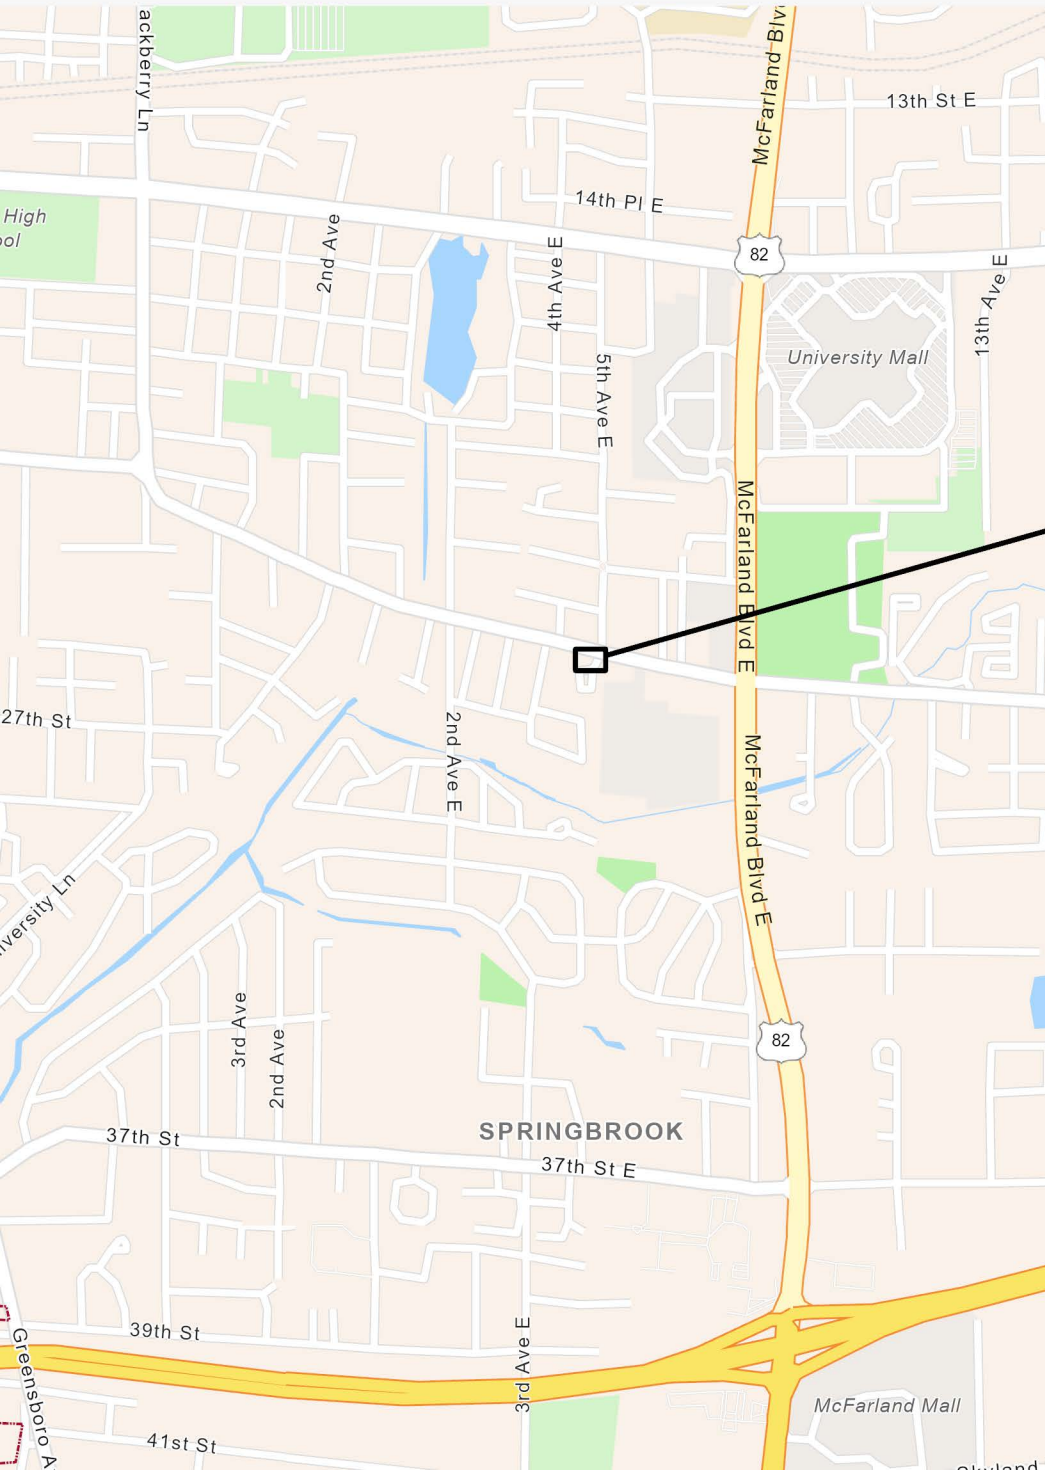 ackberry Ln
McFarland Blv
13th St E
High
ool
14th Pl E
2nd Ave
4th Ave E
82
13th Ave E
University Mall
5th Ave E
McFarland Blvd E
27th St
2nd Ave E
McFarland Blvd E
iversity Ln
3rd Ave
2nd Ave
82
SPRINGBROOK
37th St
37th St E
39th St
Greensboro A
3rd Ave E
McFarland Mall
41st St